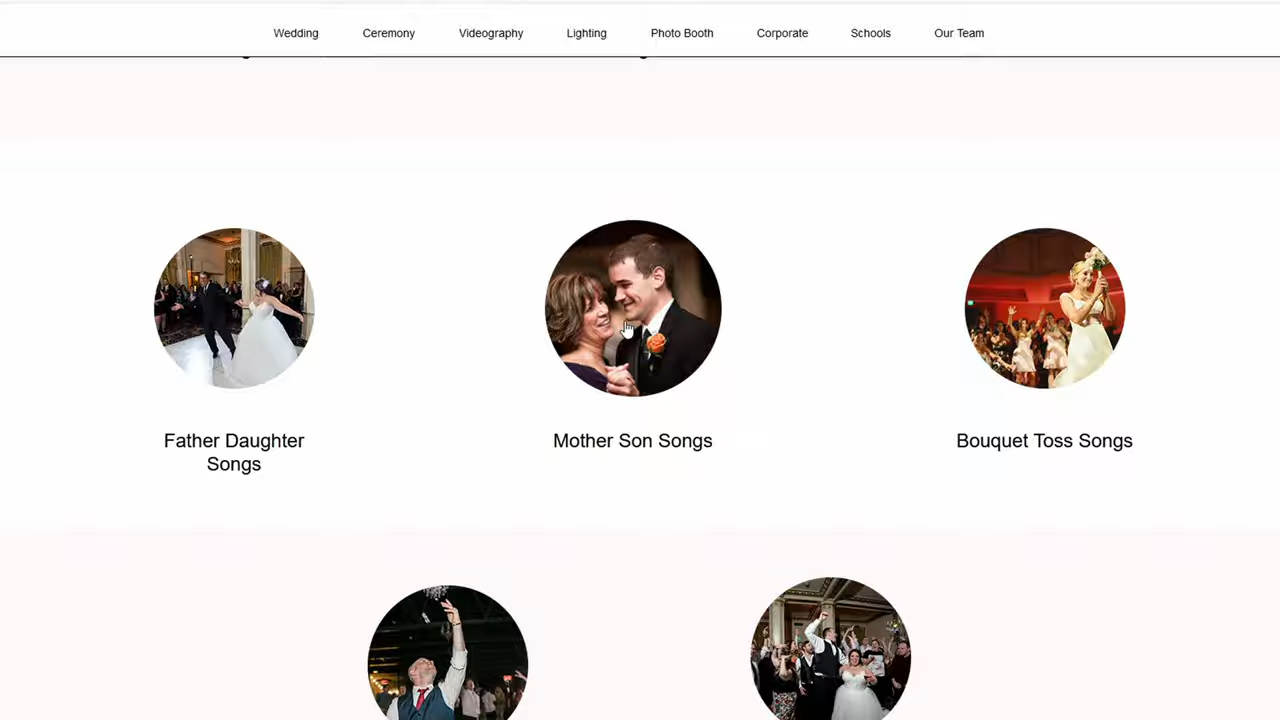 Wedding Ceremony Videography Lighting Photo Booth Corporate Schools Our Team
Father Daughter
Songs
Mother Son Songs
Bouquet Toss Songs